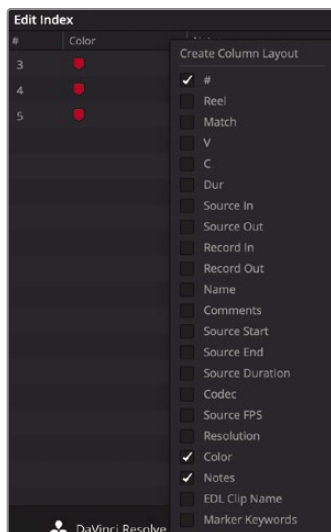 Edit Index
# Color
3
4
5
Create Column Layout
#
Reel
Match
V
C
Dur
Source In
Source Out
Record In
Record Out
Name
Comments
Source Start
Source End
Source Duration
Codec
Source FPS
Resolution
Color
Notes
EDL Clip Name
Marker Keywords
DaVinci Resolve